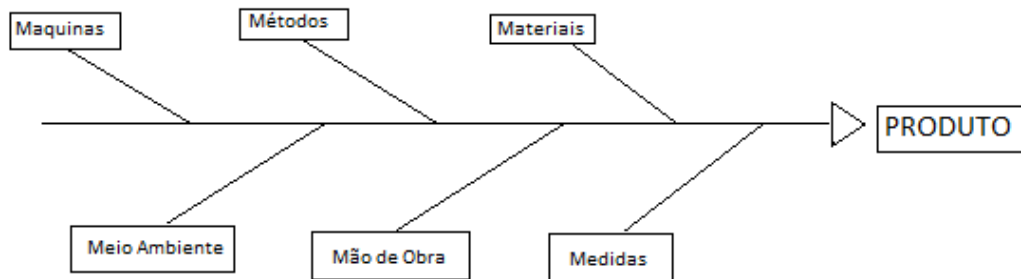 Maquinas
Métodos
Materiais
PRODUTO
Meio Ambiente
Mão de Obra
Medidas